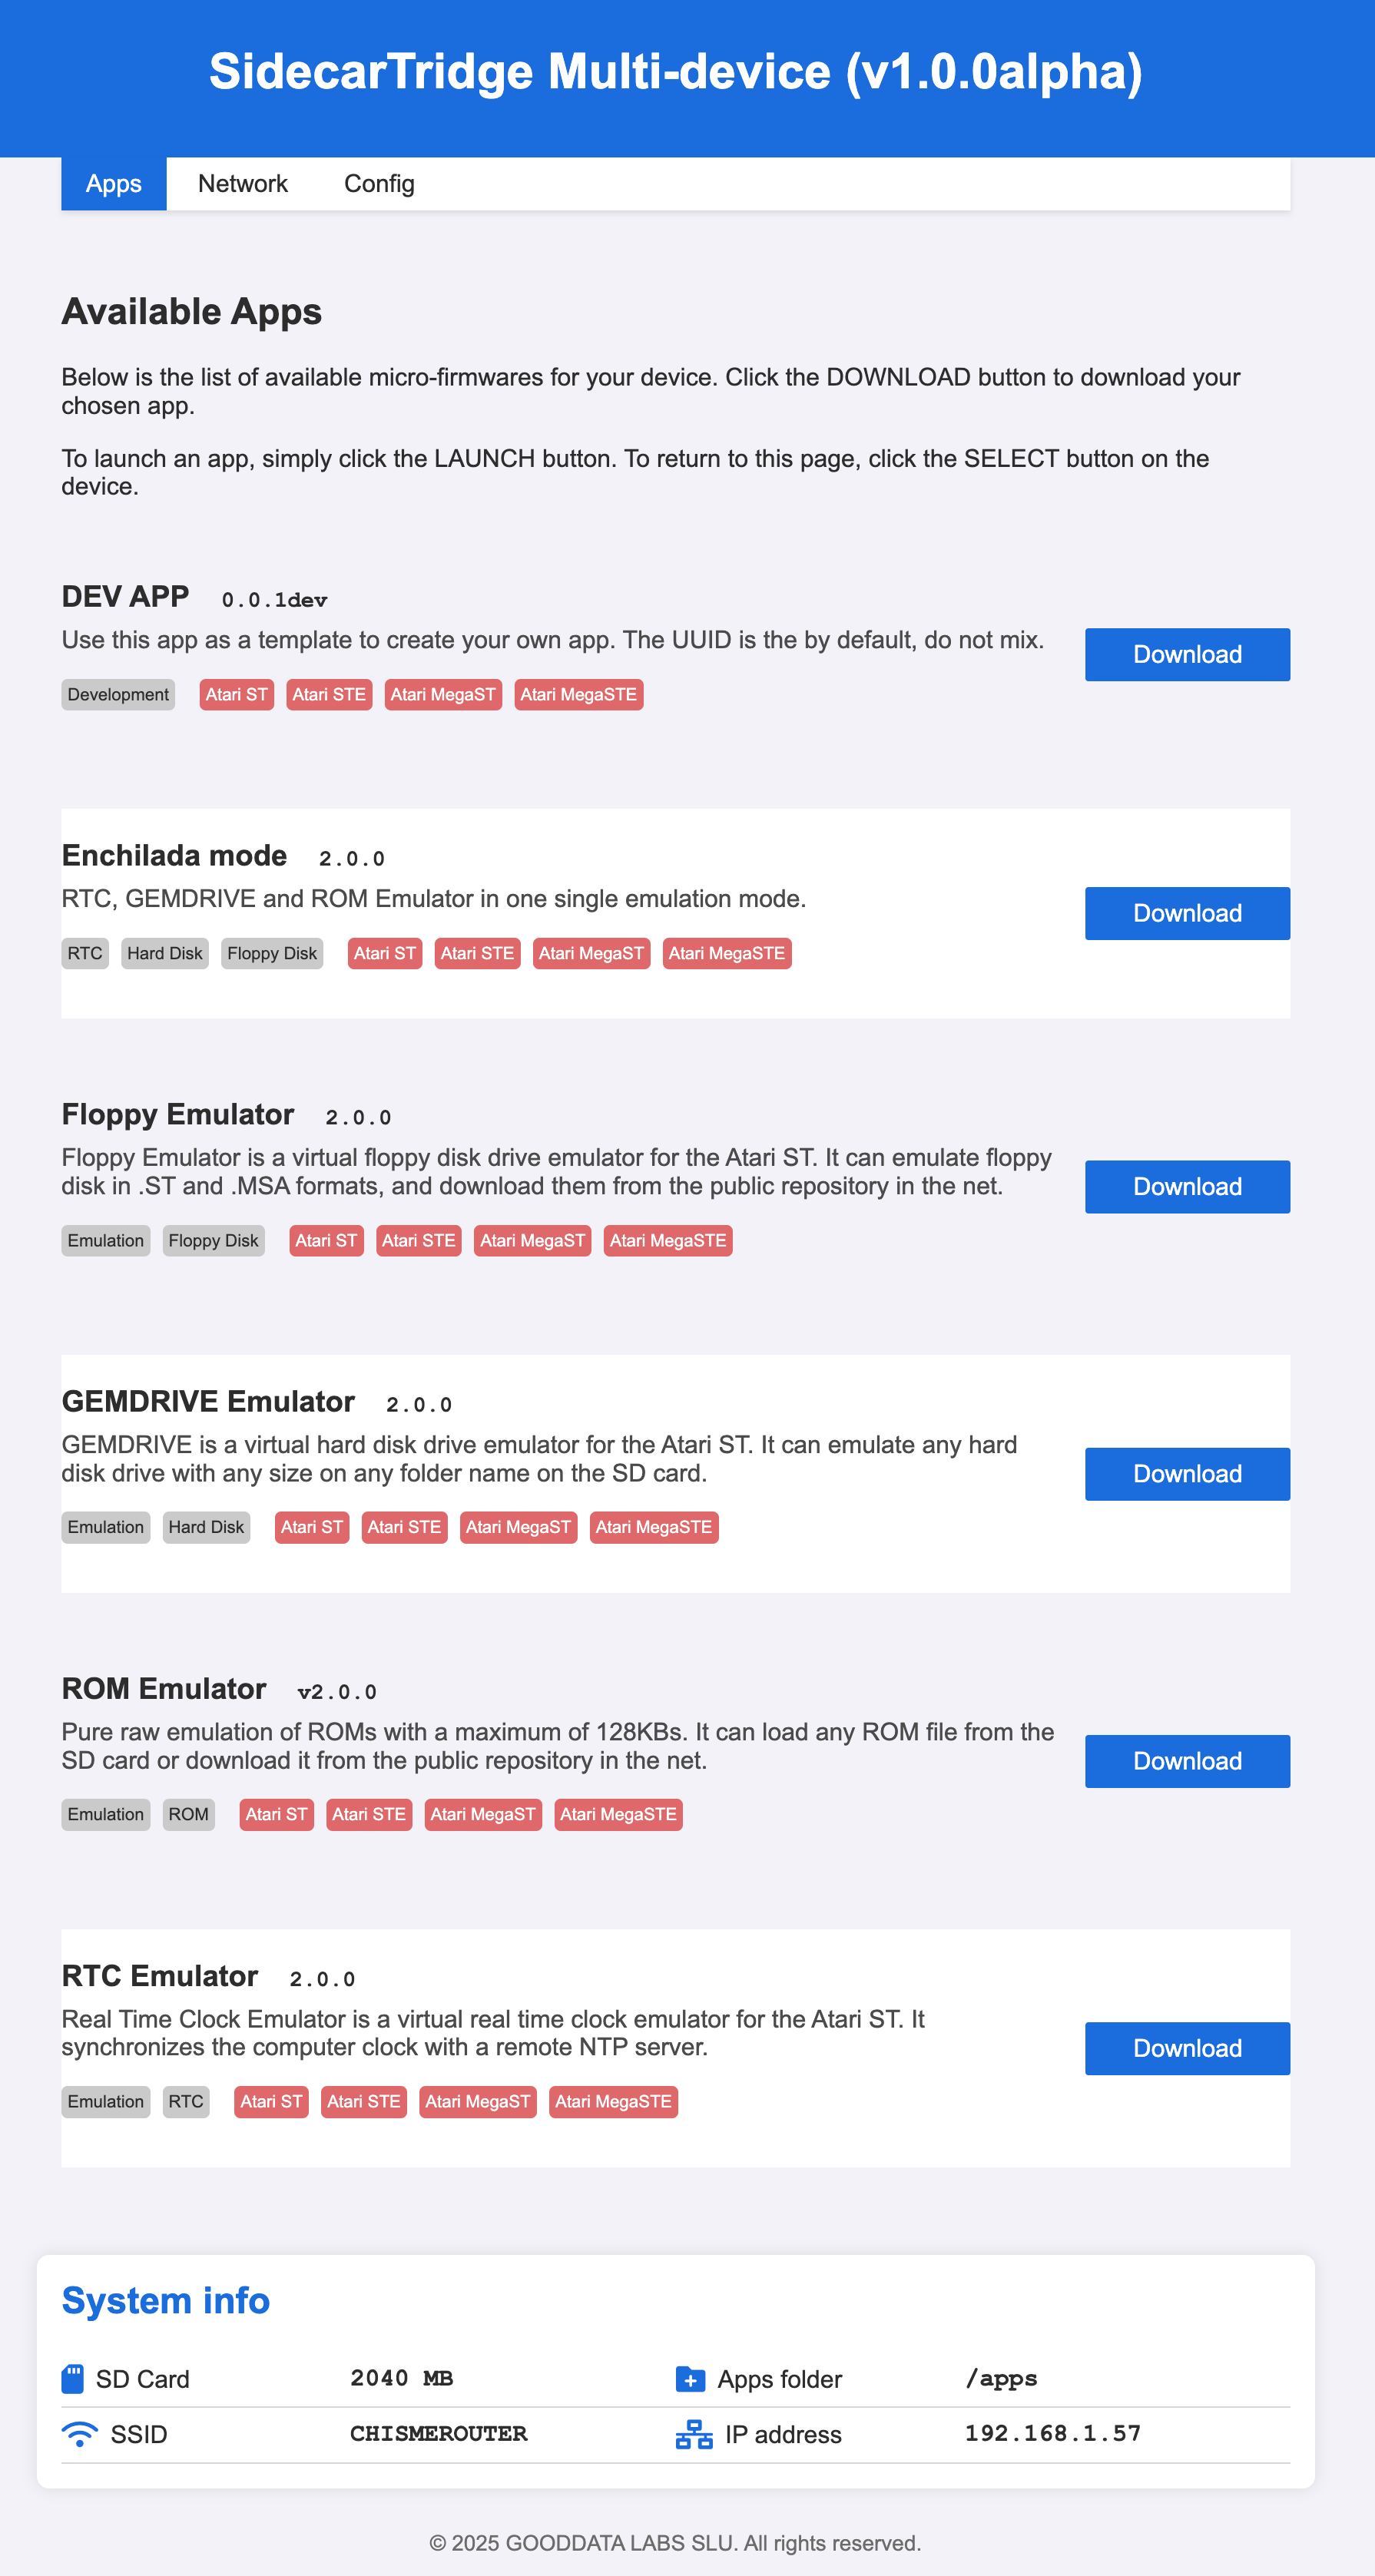 SidecarTridge Multi-device (v1.0.0alpha)
Apps Network Config
Available Apps
Below is the list of available micro-firmwares for your device. Click the DOWNLOAD button to download your
chosen app.
To launch an app, simply click the LAUNCH button. To return to this page, click the SELECT button on the
device.
DEV APP 0.0.1dev
Use this app as a template to create your own app. The UUID is the by default, do not mix.
Download
Development Atari ST Atari STE Atari MegaST Atari MegaSTE
Enchilada mode 2.0.0
RTC, GEMDRIVE and ROM Emulator in one single emulation mode.
Download
RTC Hard Disk Floppy Disk Atari ST Atari STE Atari MegaST Atari MegaSTE
Floppy Emulator 2.0.0
Floppy Emulator is a virtual floppy disk drive emulator for the Atari ST. It can emulate floppy
disk in .ST and .MSA formats, and download them from the public repository in the net.
Download
Emulation Floppy Disk Atari ST Atari STE Atari MegaST Atari MegaSTE
GEMDRIVE Emulator 2.0.0
GEMDRIVE is a virtual hard disk drive emulator for the Atari ST. It can emulate any hard
disk drive with any size on any folder name on the SD card.
Download
Emulation Hard Disk Atari ST Atari STE Atari MegaST Atari MegaSTE
ROM Emulator v2.0.0
Pure raw emulation of ROMs with a maximum of 128KBs. It can load any ROM file from the
SD card or download it from the public repository in the net.
Download
Emulation ROM Atari ST Atari STE Atari MegaST Atari MegaSTE
RTC Emulator 2.0.0
Real Time Clock Emulator is a virtual real time clock emulator for the Atari ST. It
synchronizes the computer clock with a remote NTP server.
Download
Emulation RTC Atari ST Atari STE Atari MegaST Atari MegaSTE
System info
SD Card 2040 MB Apps folder /apps
SSID CHISMEROUTER IP address 192.168.1.57
© 2025 GOODDATA LABS SLU. All rights reserved.